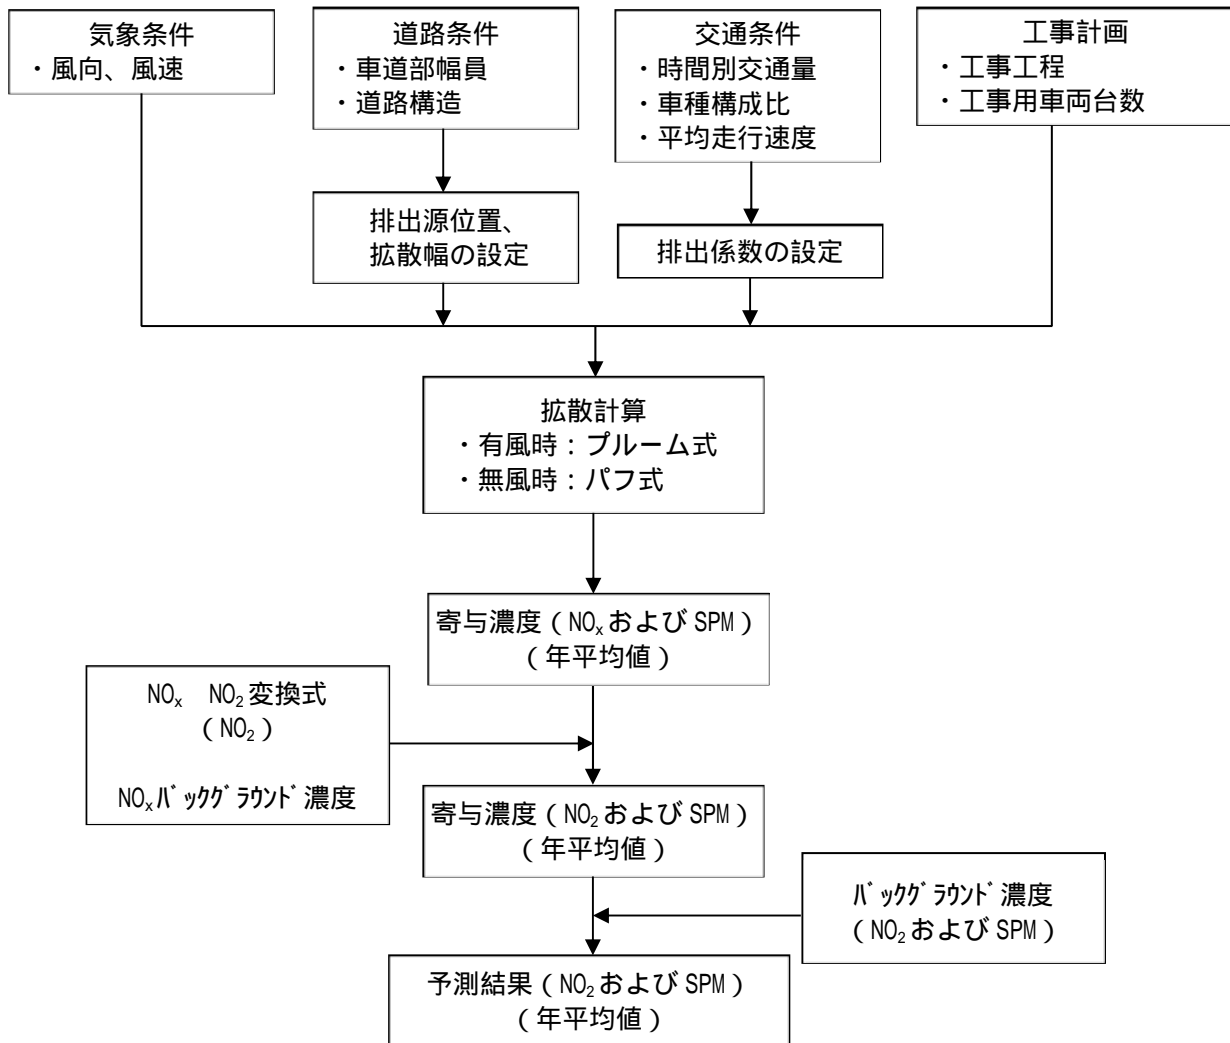 気象条件
・風向、風速
道路条件
・車道部幅員
・道路構造
交通条件
・時間別交通量
・車種構成比
・平均走行速度
工事計画
・工事工程
・工事用車両台数
排出源位置、
拡散幅の設定
排出係数の設定
拡散計算
・有風時：プルーム式
・無風時：パフ式
寄与濃度（NOxおよびSPM）
（年平均値）
NOx　NO2変換式
（NO2）
NOxﾊﾞｯｸｸﾞﾗｳﾝﾄﾞ濃度
寄与濃度（NO2およびSPM）
（年平均値）
ﾊﾞｯｸｸﾞﾗｳﾝﾄﾞ濃度
（NO2およびSPM）
予測結果（NO2およびSPM）
（年平均値）